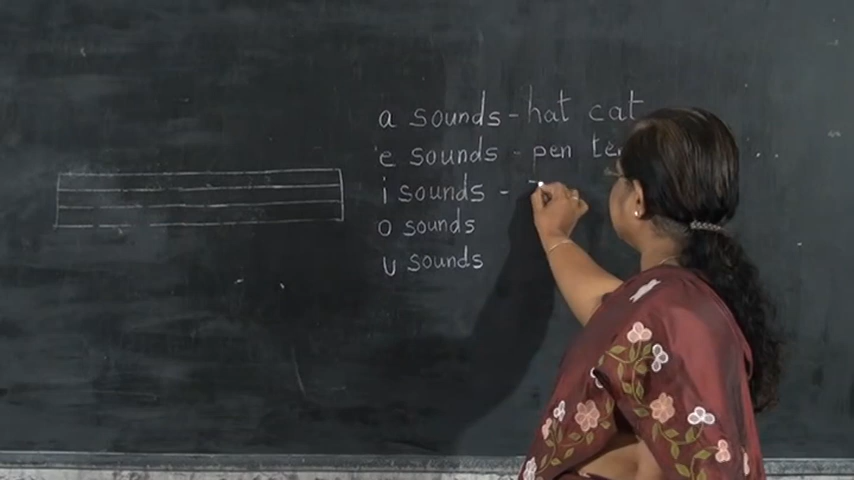 a sounds - hat cat
e sounds - pen
i sounds -
o sounds
u sounds